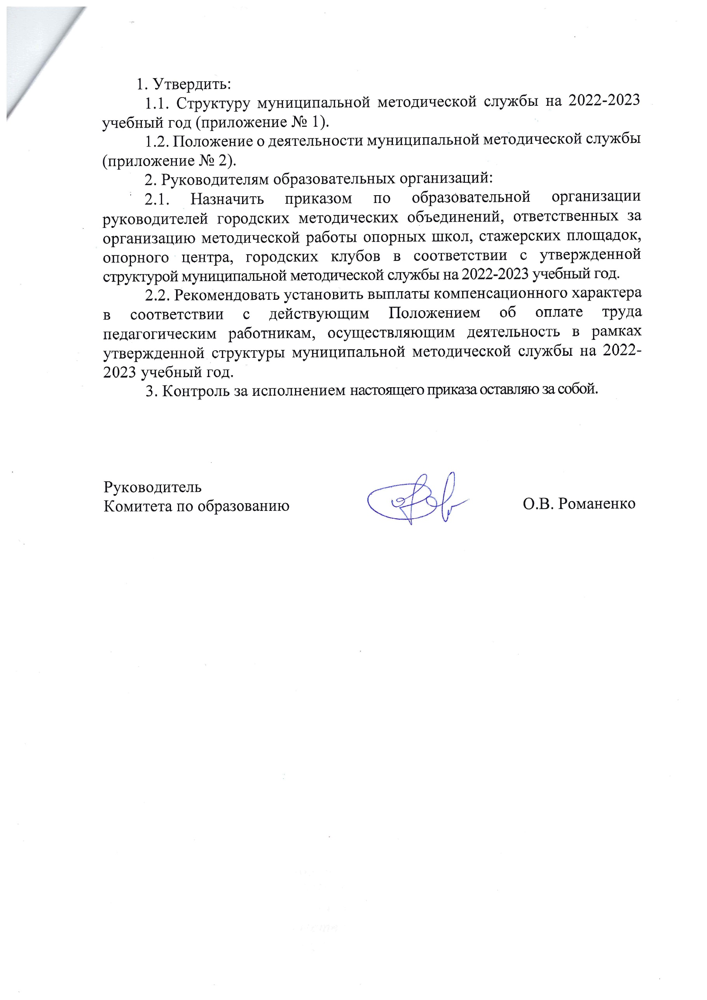 1. Утвердить:
1.1. Структуру муниципальной методической службы на 2022-2023
учебный год (приложение № 1).
1.2. Положение о деятельности муниципальной методической службы
(приложение № 2).
2. Руководителям образовательных организаций:
2.1. Назначить приказом по образовательной организации
руководителей городских методических объединений, ответственных за
организацию методической работы опорных школ, стажерских площадок,
опорного центра, городских клубов в соответствии с утвержденной
структурой муниципальной методической службы на 2022-2023 учебный год.
2.2. Рекомендовать установить выплаты компенсационного характера
в соответствии с действующим Положением об оплате труда
педагогическим работникам, осуществляющим деятельность в рамках
утвержденной структуры муниципальной методической службы на 2022-
2023 учебный год.
3. Контроль за исполнением настоящего приказа оставляю за собой.
Руководитель
Комитета по образованию О.В. Романенко